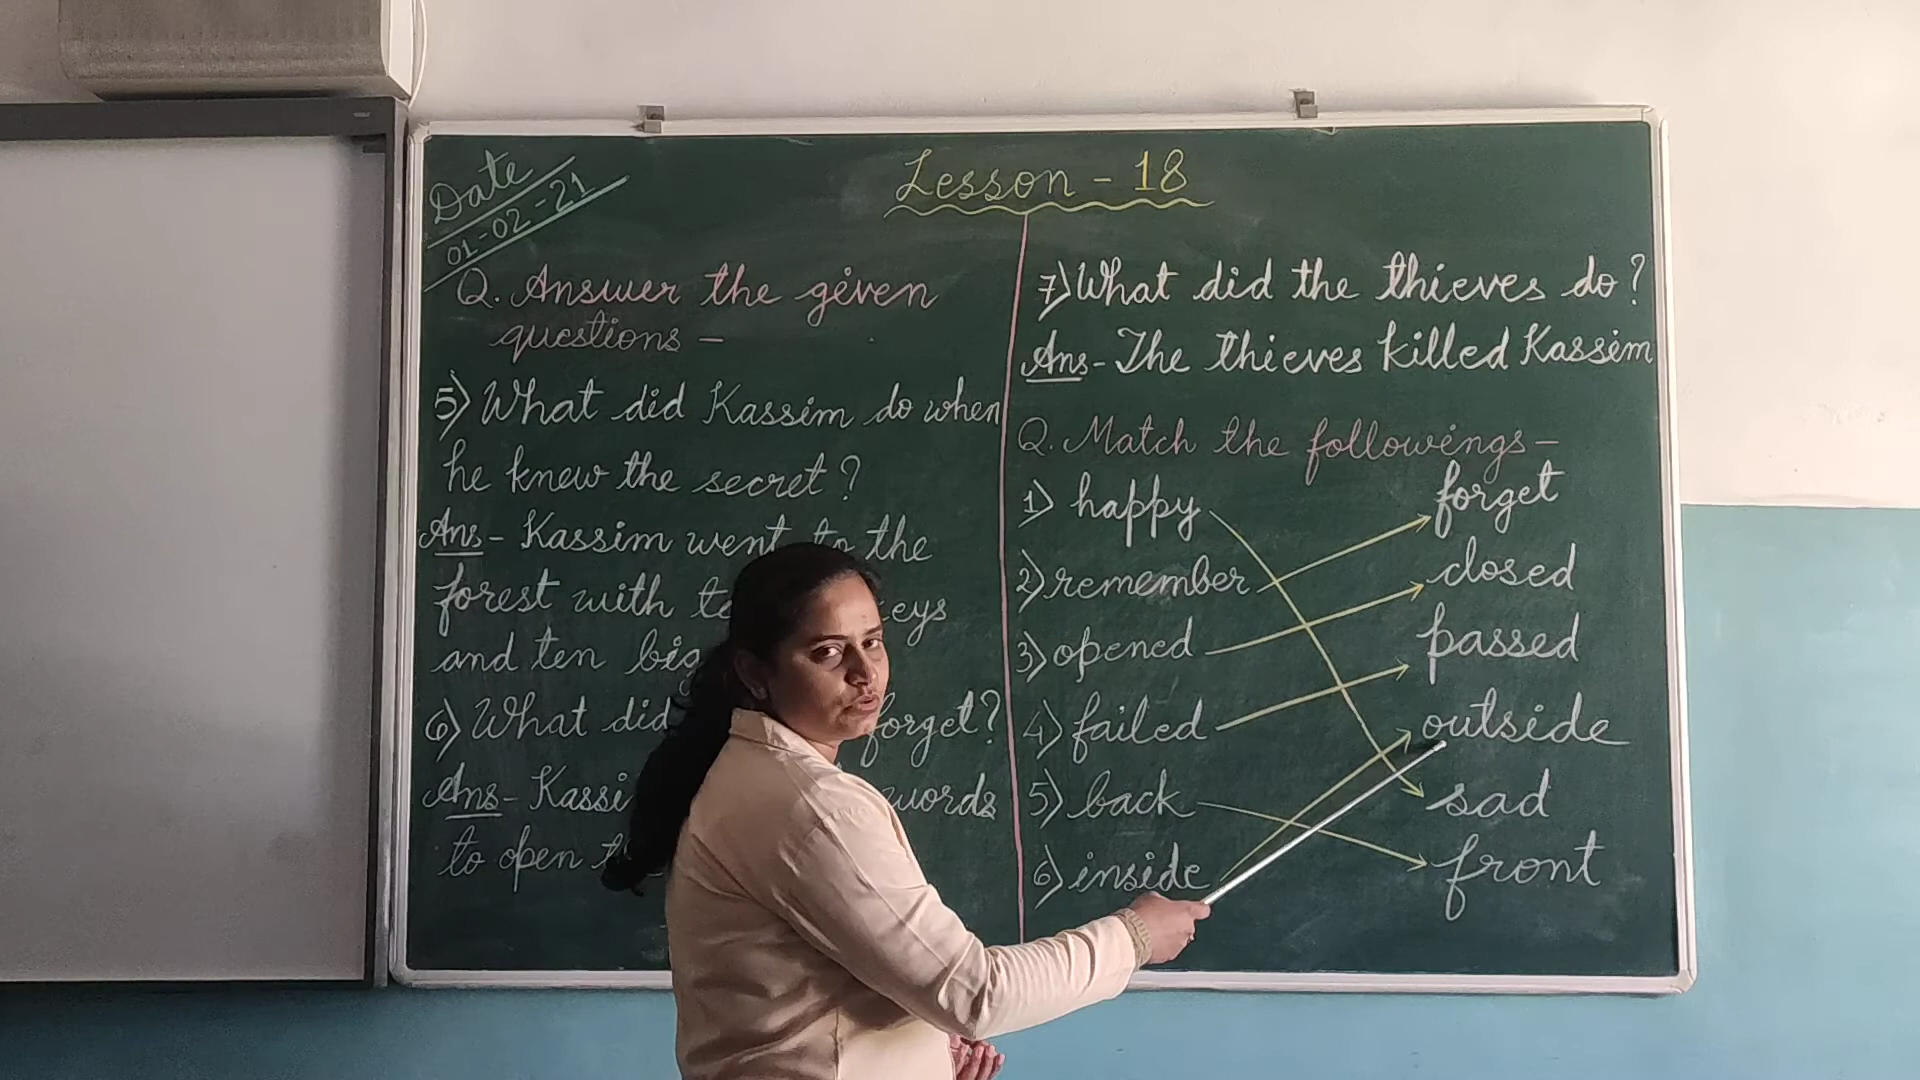 Date
01-02-21
Lesson - 18
Q. Answer the given
questions -
5) What did Kassim do when
he knew the secret?
Ans - Kassim went to the
forest with
and ten big
6) What did forget?
Ans - words
to open
7) What did the thieves do?
Ans - The thieves killed Kassim
Q. Match the followings -
1) happy forget
2) remember closed
3) opened passed
4) failed outside
5) back sad
6) inside front